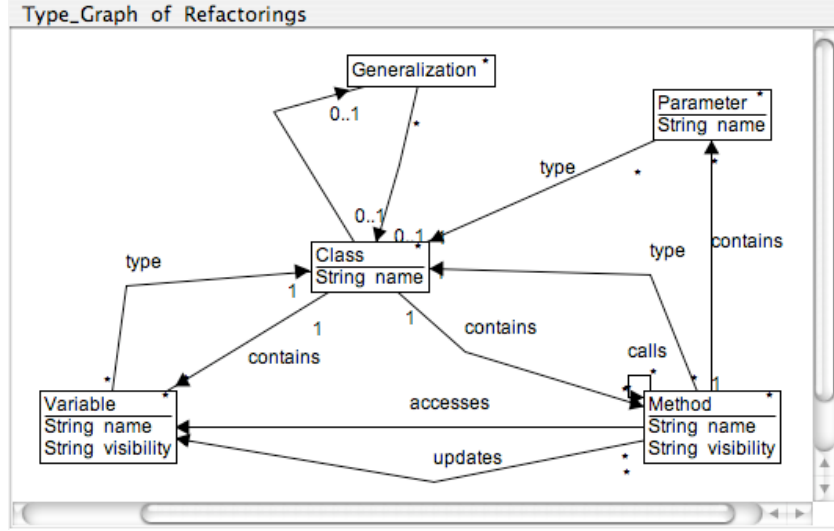 Type_Graph of Refactorings
Generalization *
0..1
*
Parameter *
String name
type
*
*
0..1
0..1
Class *
String name
type
contains
type
1
1
1
contains
contains
calls
*
*
*
*
1
Variable *
String name
String visibility
accesses
Method *
String name
String visibility
updates
*
*